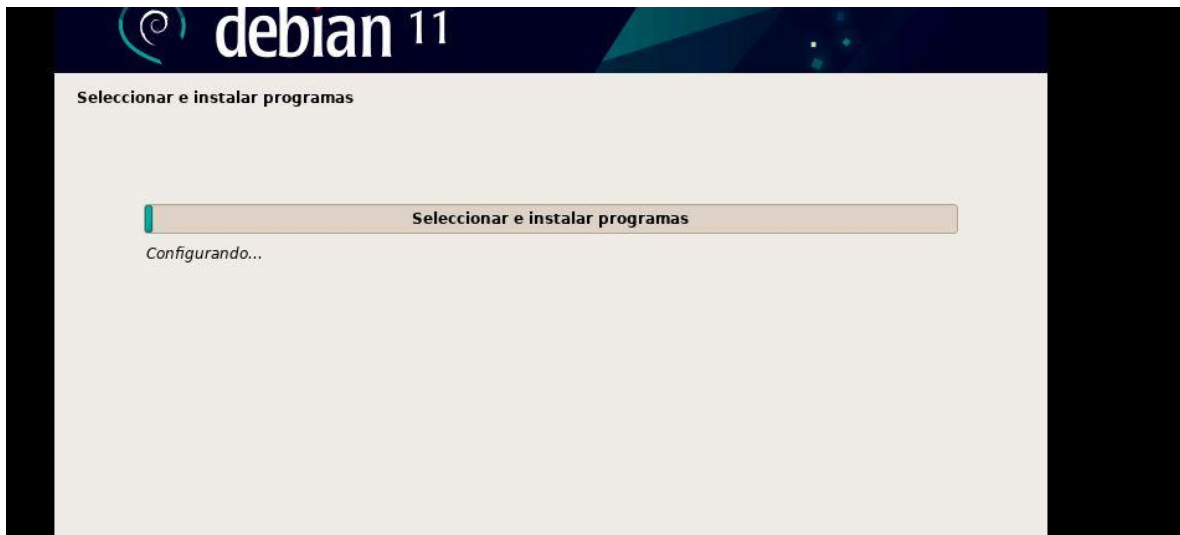 debian 11
Seleccionar e instalar programas
Seleccionar e instalar programas
Configurando...